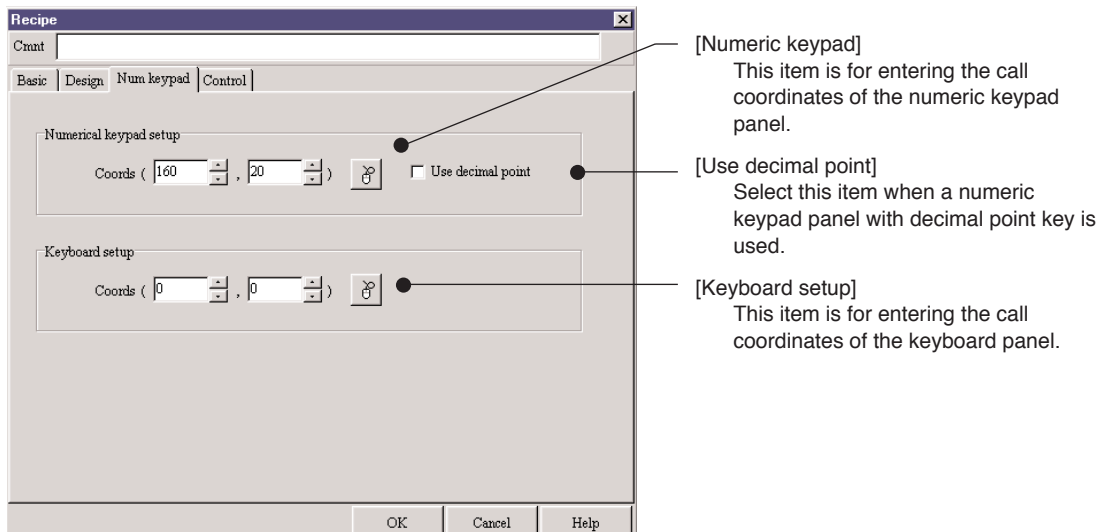 Recipe
Cmnt
Basic Design Num keypad Control
Numerical keypad setup
Coords ( 160 , 20 ) Use decimal point
Keyboard setup
Coords ( 0 , 0 )
OK Cancel Help
[Numeric keypad]
This item is for entering the call
coordinates of the numeric keypad
panel.
[Use decimal point]
Select this item when a numeric
keypad panel with decimal point key is
used.
[Keyboard setup]
This item is for entering the call
coordinates of the keyboard panel.